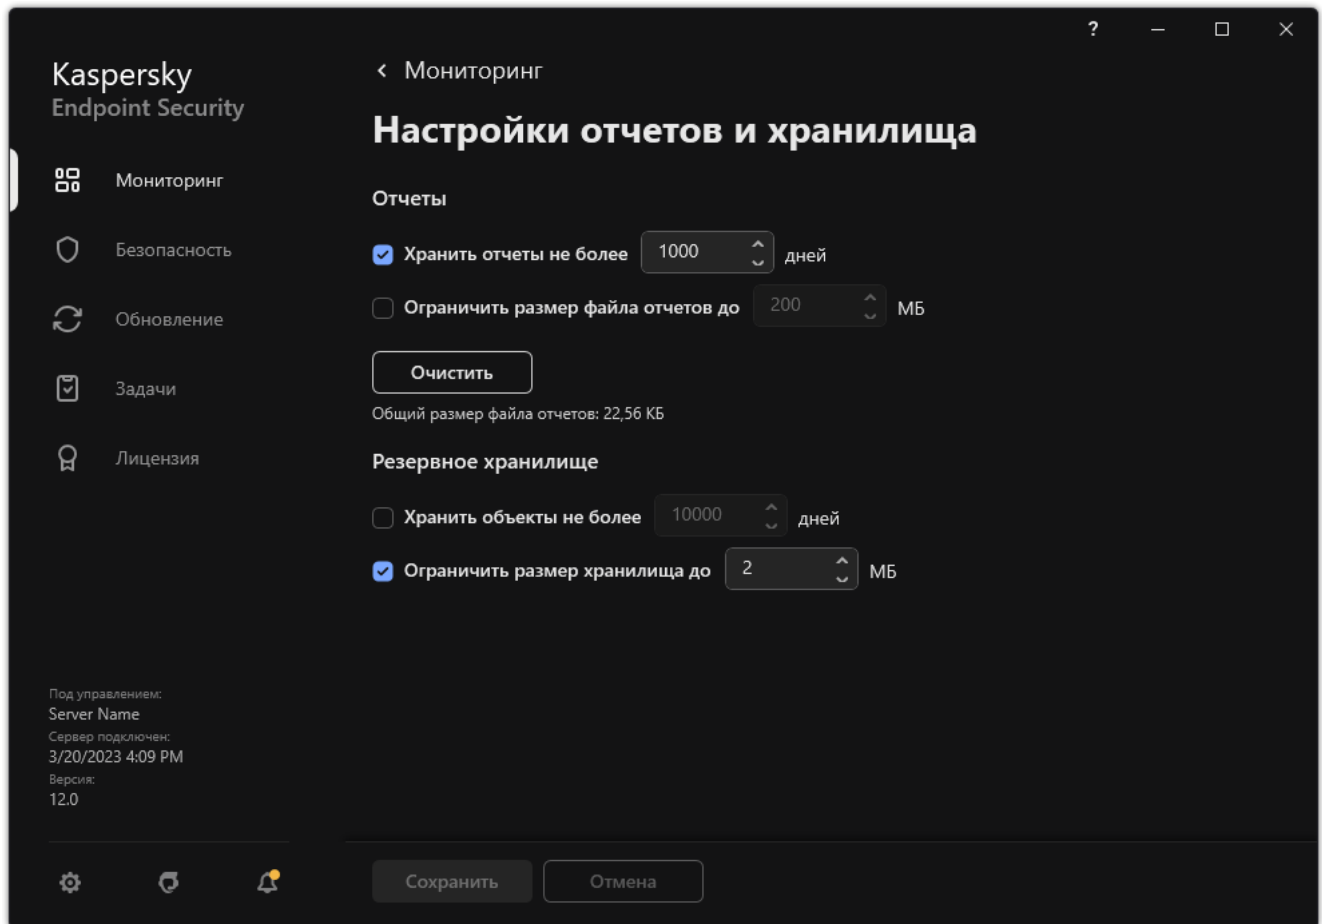 ?
Kaspersky
Endpoint Security
Мониторинг
Безопасность
Обновление
Задачи
Лицензия
Под управлением:
Server Name
Сервер подключен:
3/20/2023 4:09 PM
Версия:
12.0
Мониторинг
Настройки отчетов и хранилища
Отчеты
Хранить отчеты не более 1000 дней
Ограничить размер файла отчетов до 200 МБ
Очистить
Общий размер файла отчетов: 22,56 КБ
Резервное хранилище
Хранить объекты не более 10000 дней
Ограничить размер хранилища до 2 МБ
Сохранить Отмена